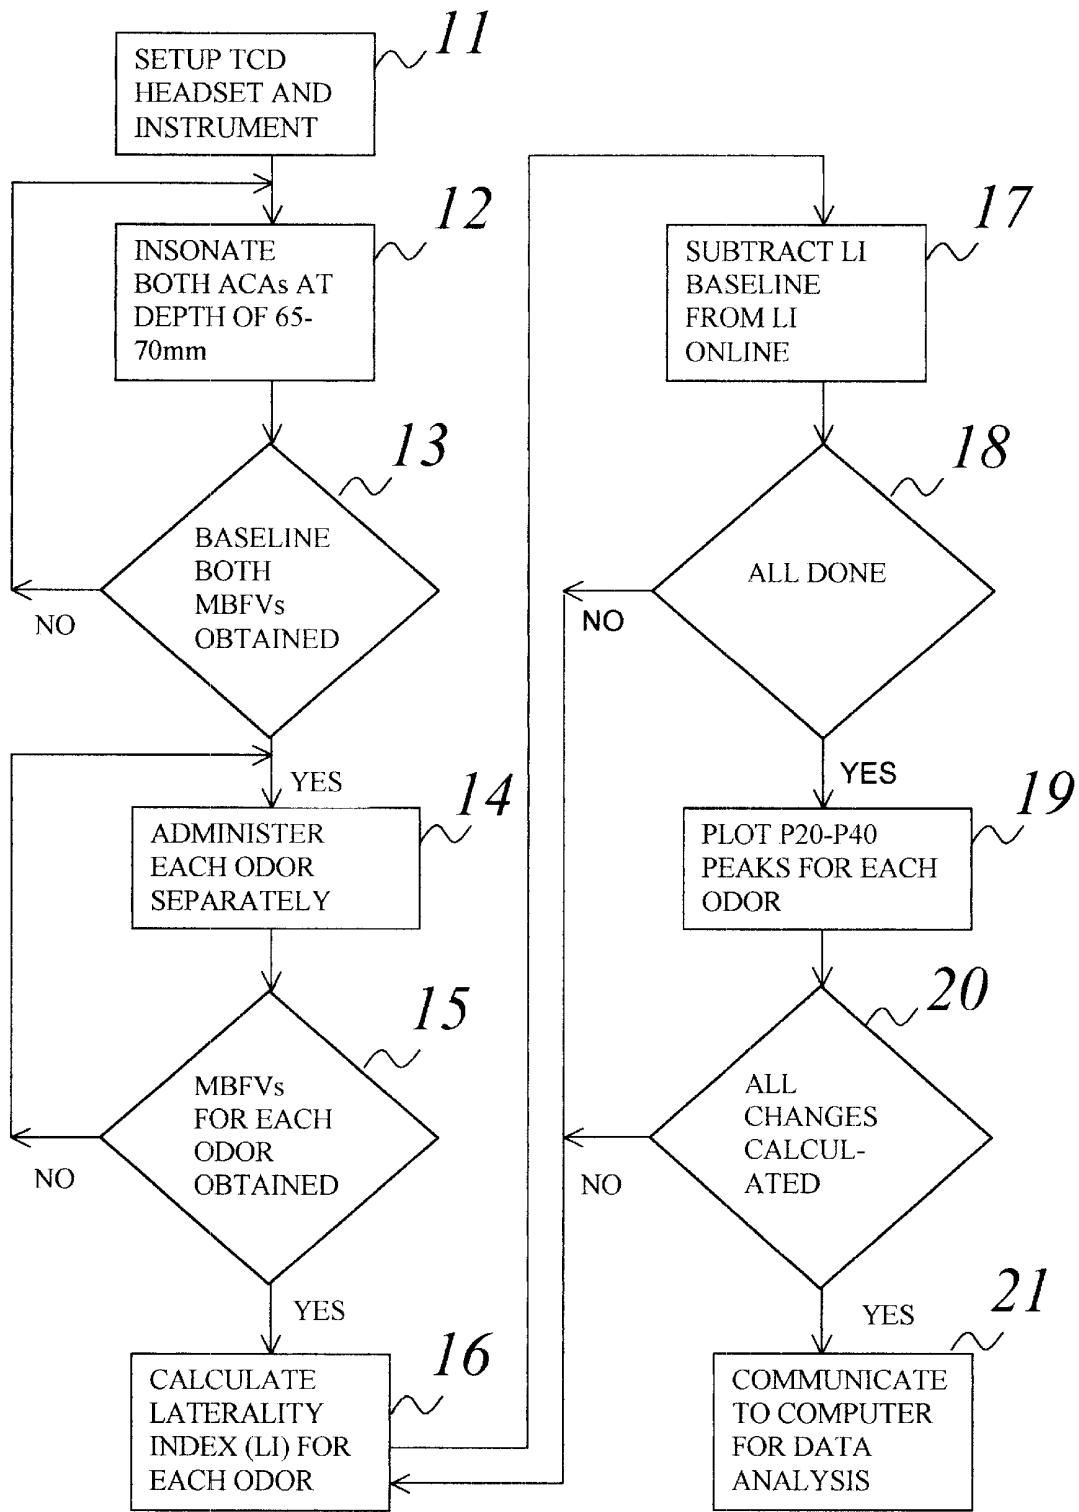 11
SETUP TCD
HEADSET AND
INSTRUMENT
12
INSONATE
BOTH ACAs AT
DEPTH OF 65-
70mm
13
BASELINE
BOTH
MBFVs
OBTAINED
NO
YES
14
ADMINISTER
EACH ODOR
SEPARATELY
15
MBFVs
FOR EACH
ODOR
OBTAINED
NO
YES
16
CALCULATE
LATERALITY
INDEX (LI) FOR
EACH ODOR
17
SUBTRACT LI
BASELINE
FROM LI
ONLINE
18
ALL DONE
NO
YES
19
PLOT P20-P40
PEAKS FOR EACH
ODOR
20
ALL
CHANGES
CALCUL-
ATED
NO
YES
21
COMMUNICATE
TO COMPUTER
FOR DATA
ANALYSIS